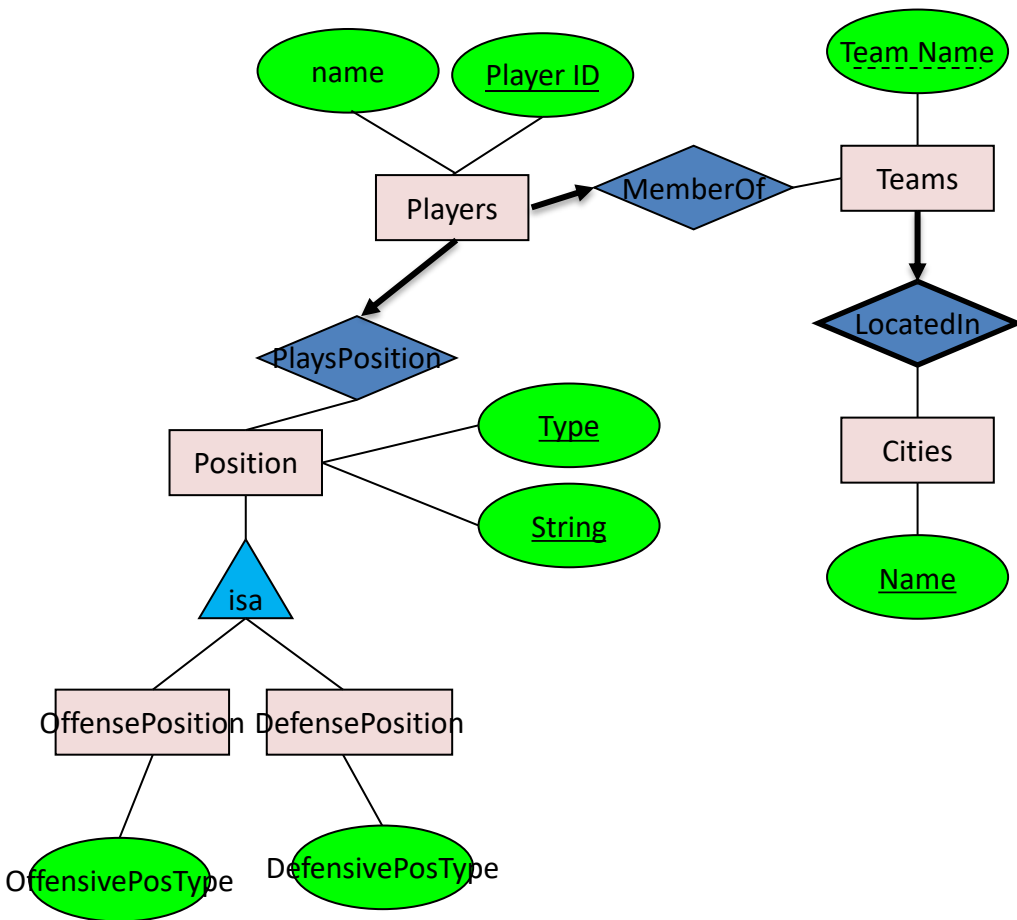 name
Player ID
Team Name
Players
MemberOf
Teams
PlaysPosition
LocatedIn
Position
Type
String
Cities
Name
isa
OffensePosition
DefensePosition
OffensivePosType
DefensivePosType